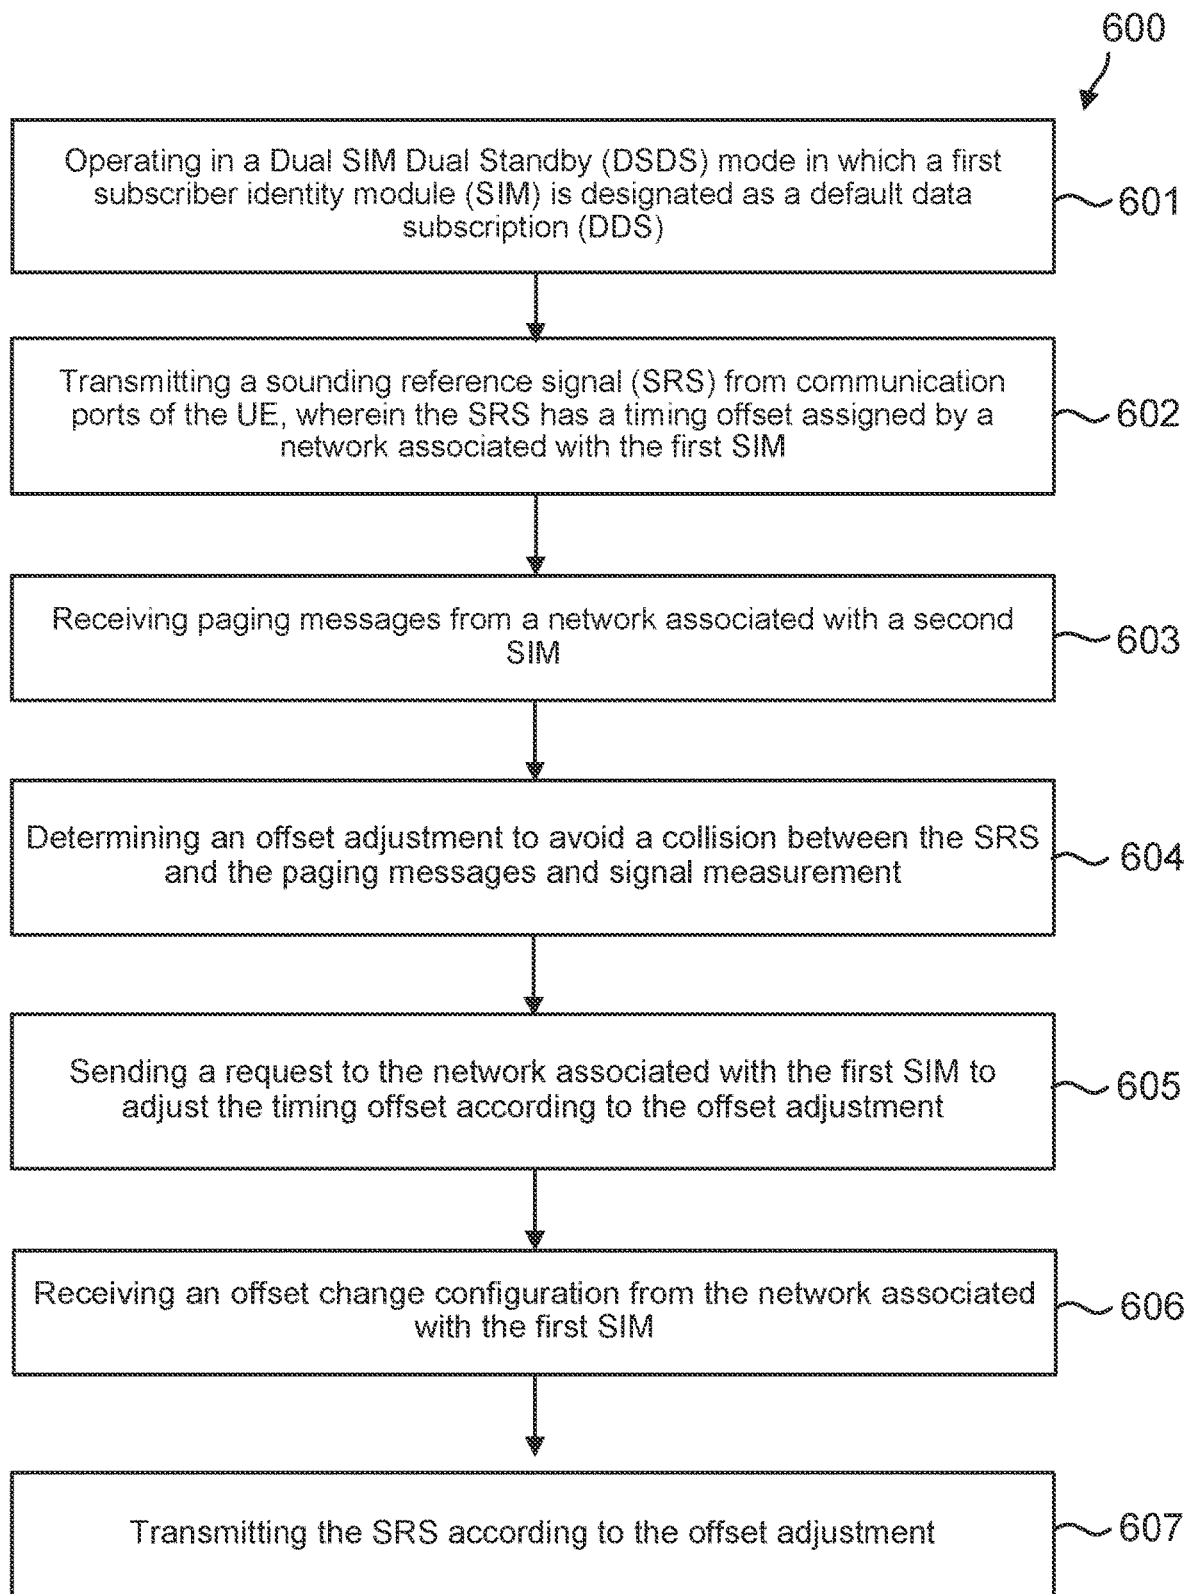 600
Operating in a Dual SIM Dual Standby (DSDS) mode in which a first
subscriber identity module (SIM) is designated as a default data
subscription (DDS)
601
Transmitting a sounding reference signal (SRS) from communication
ports of the UE, wherein the SRS has a timing offset assigned by a
network associated with the first SIM
602
Receiving paging messages from a network associated with a second
SIM
603
Determining an offset adjustment to avoid a collision between the SRS
and the paging messages and signal measurement
604
Sending a request to the network associated with the first SIM to
adjust the timing offset according to the offset adjustment
605
Receiving an offset change configuration from the network associated
with the first SIM
606
Transmitting the SRS according to the offset adjustment
607